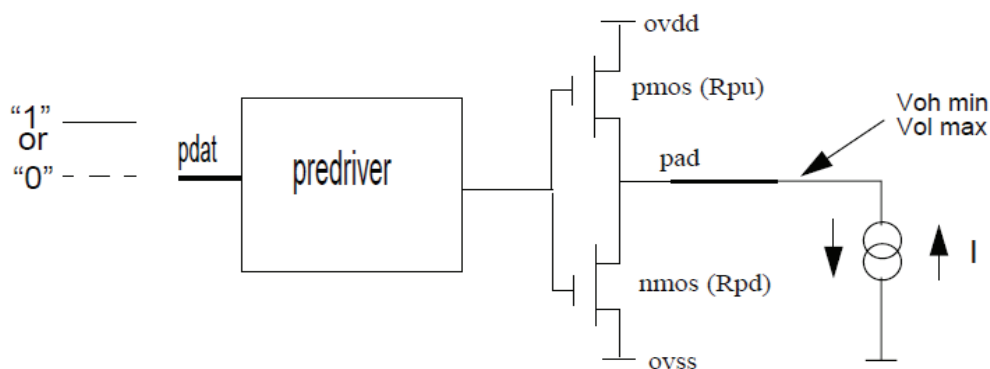 ovdd
pmos (Rpu)
Voh min
Vol max
“1”
or
“0”
pdat
predriver
pad
nmos (Rpd)
I
ovss